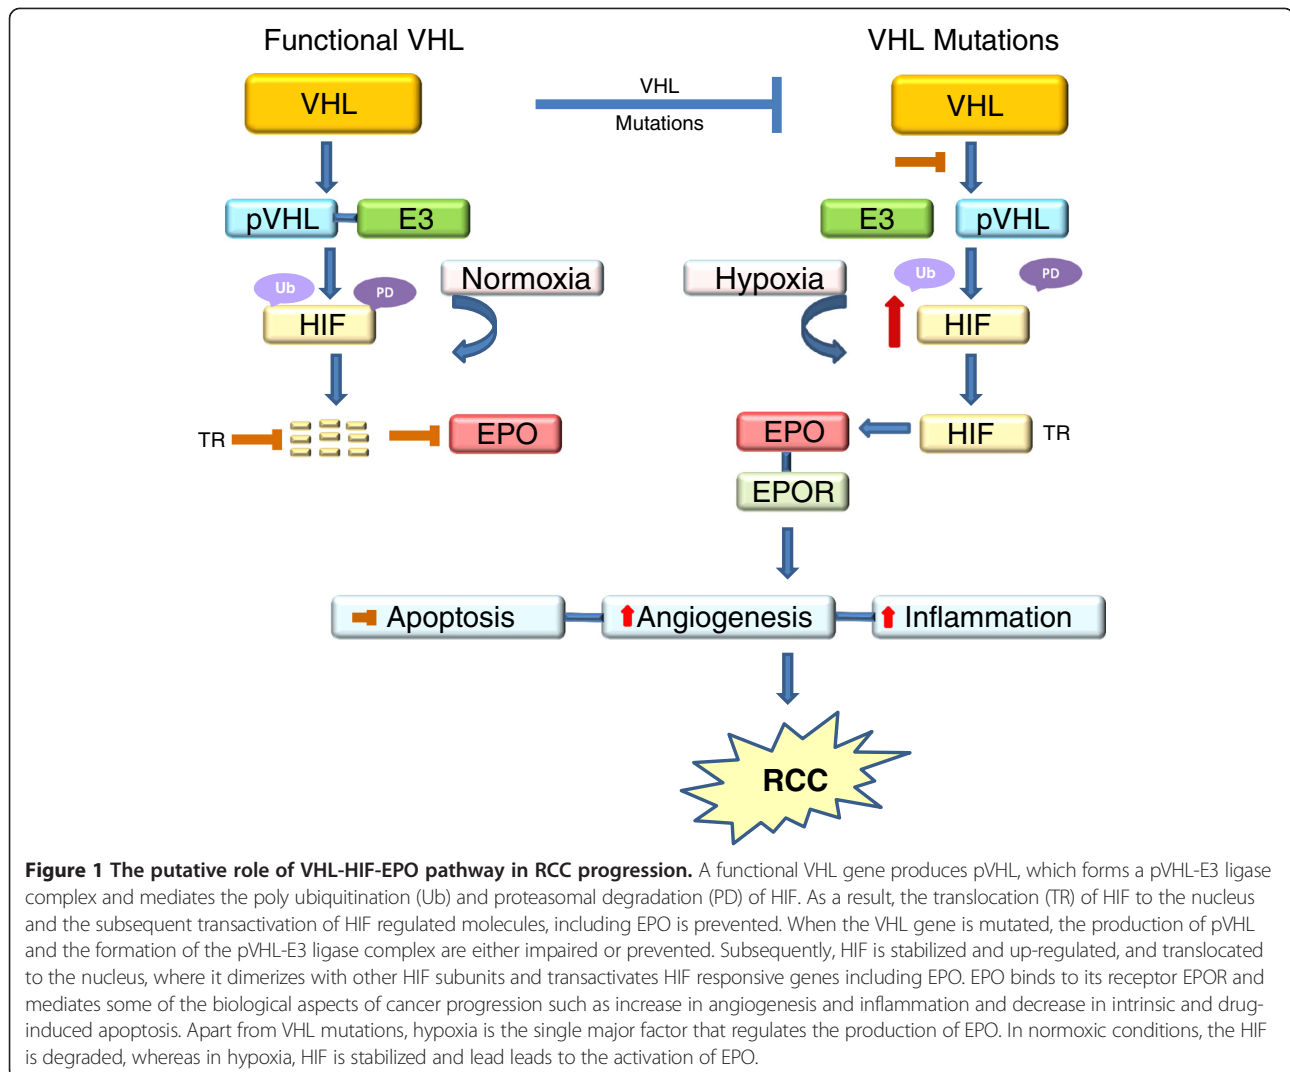 Functional VHL
VHL Mutations
VHL
VHL
Mutations
VHL
pVHL
E3
E3
pVHL
Ub
PD
Normoxia
HIF
Hypoxia
Ub
PD
HIF
TR
EPO
EPO
HIF
TR
EPOR
Apoptosis
Angiogenesis
Inflammation
RCC
Figure 1 The putative role of VHL-HIF-EPO pathway in RCC progression. A functional VHL gene produces pVHL, which forms a pVHL-E3 ligase
complex and mediates the poly ubiquitination (Ub) and proteasomal degradation (PD) of HIF. As a result, the translocation (TR) of HIF to the nucleus
and the subsequent transactivation of HIF regulated molecules, including EPO is prevented. When the VHL gene is mutated, the production of pVHL
and the formation of the pVHL-E3 ligase complex are either impaired or prevented. Subsequently, HIF is stabilized and up-regulated, and translocated
to the nucleus, where it dimerizes with other HIF subunits and transactivates HIF responsive genes including EPO. EPO binds to its receptor EPOR and
mediates some of the biological aspects of cancer progression such as increase in angiogenesis and inflammation and decrease in intrinsic and drug-
induced apoptosis. Apart from VHL mutations, hypoxia is the single major factor that regulates the production of EPO. In normoxic conditions, the HIF
is degraded, whereas in hypoxia, HIF is stabilized and lead leads to the activation of EPO.